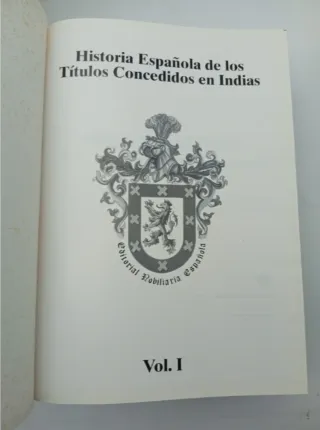 Historia Española de los
Títulos Concedidos en Indias
Editorial Nobiliaria Española
Vol. I